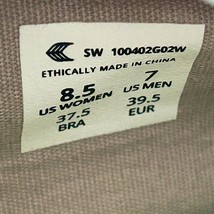 SW 100402G02W
ETHICALLY MADE IN CHINA
8.5 7
US WOMEN US MEN
37.5 39.5
BRA EUR